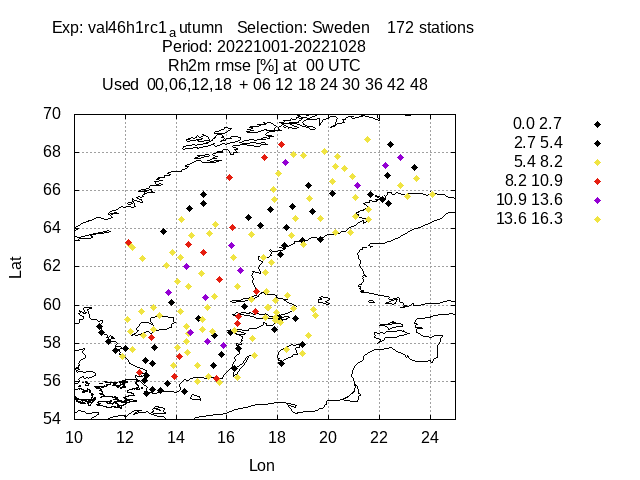 Exp: val46h1rc1a utumn   Selection: Sweden    172 stations
Period: 20221001-20221028
Rh2m rmse [%] at  00 UTC
Used  00,06,12,18  + 06 12 18 24 30 36 42 48
0.0 2.7
2.7 5.4
5.4 8.2
8.2 10.9
10.9 13.6
13.6 16.3
70
68
66
64
62
60
58
56
54
Lat
10 12 14 16 18 20 22 24
Lon